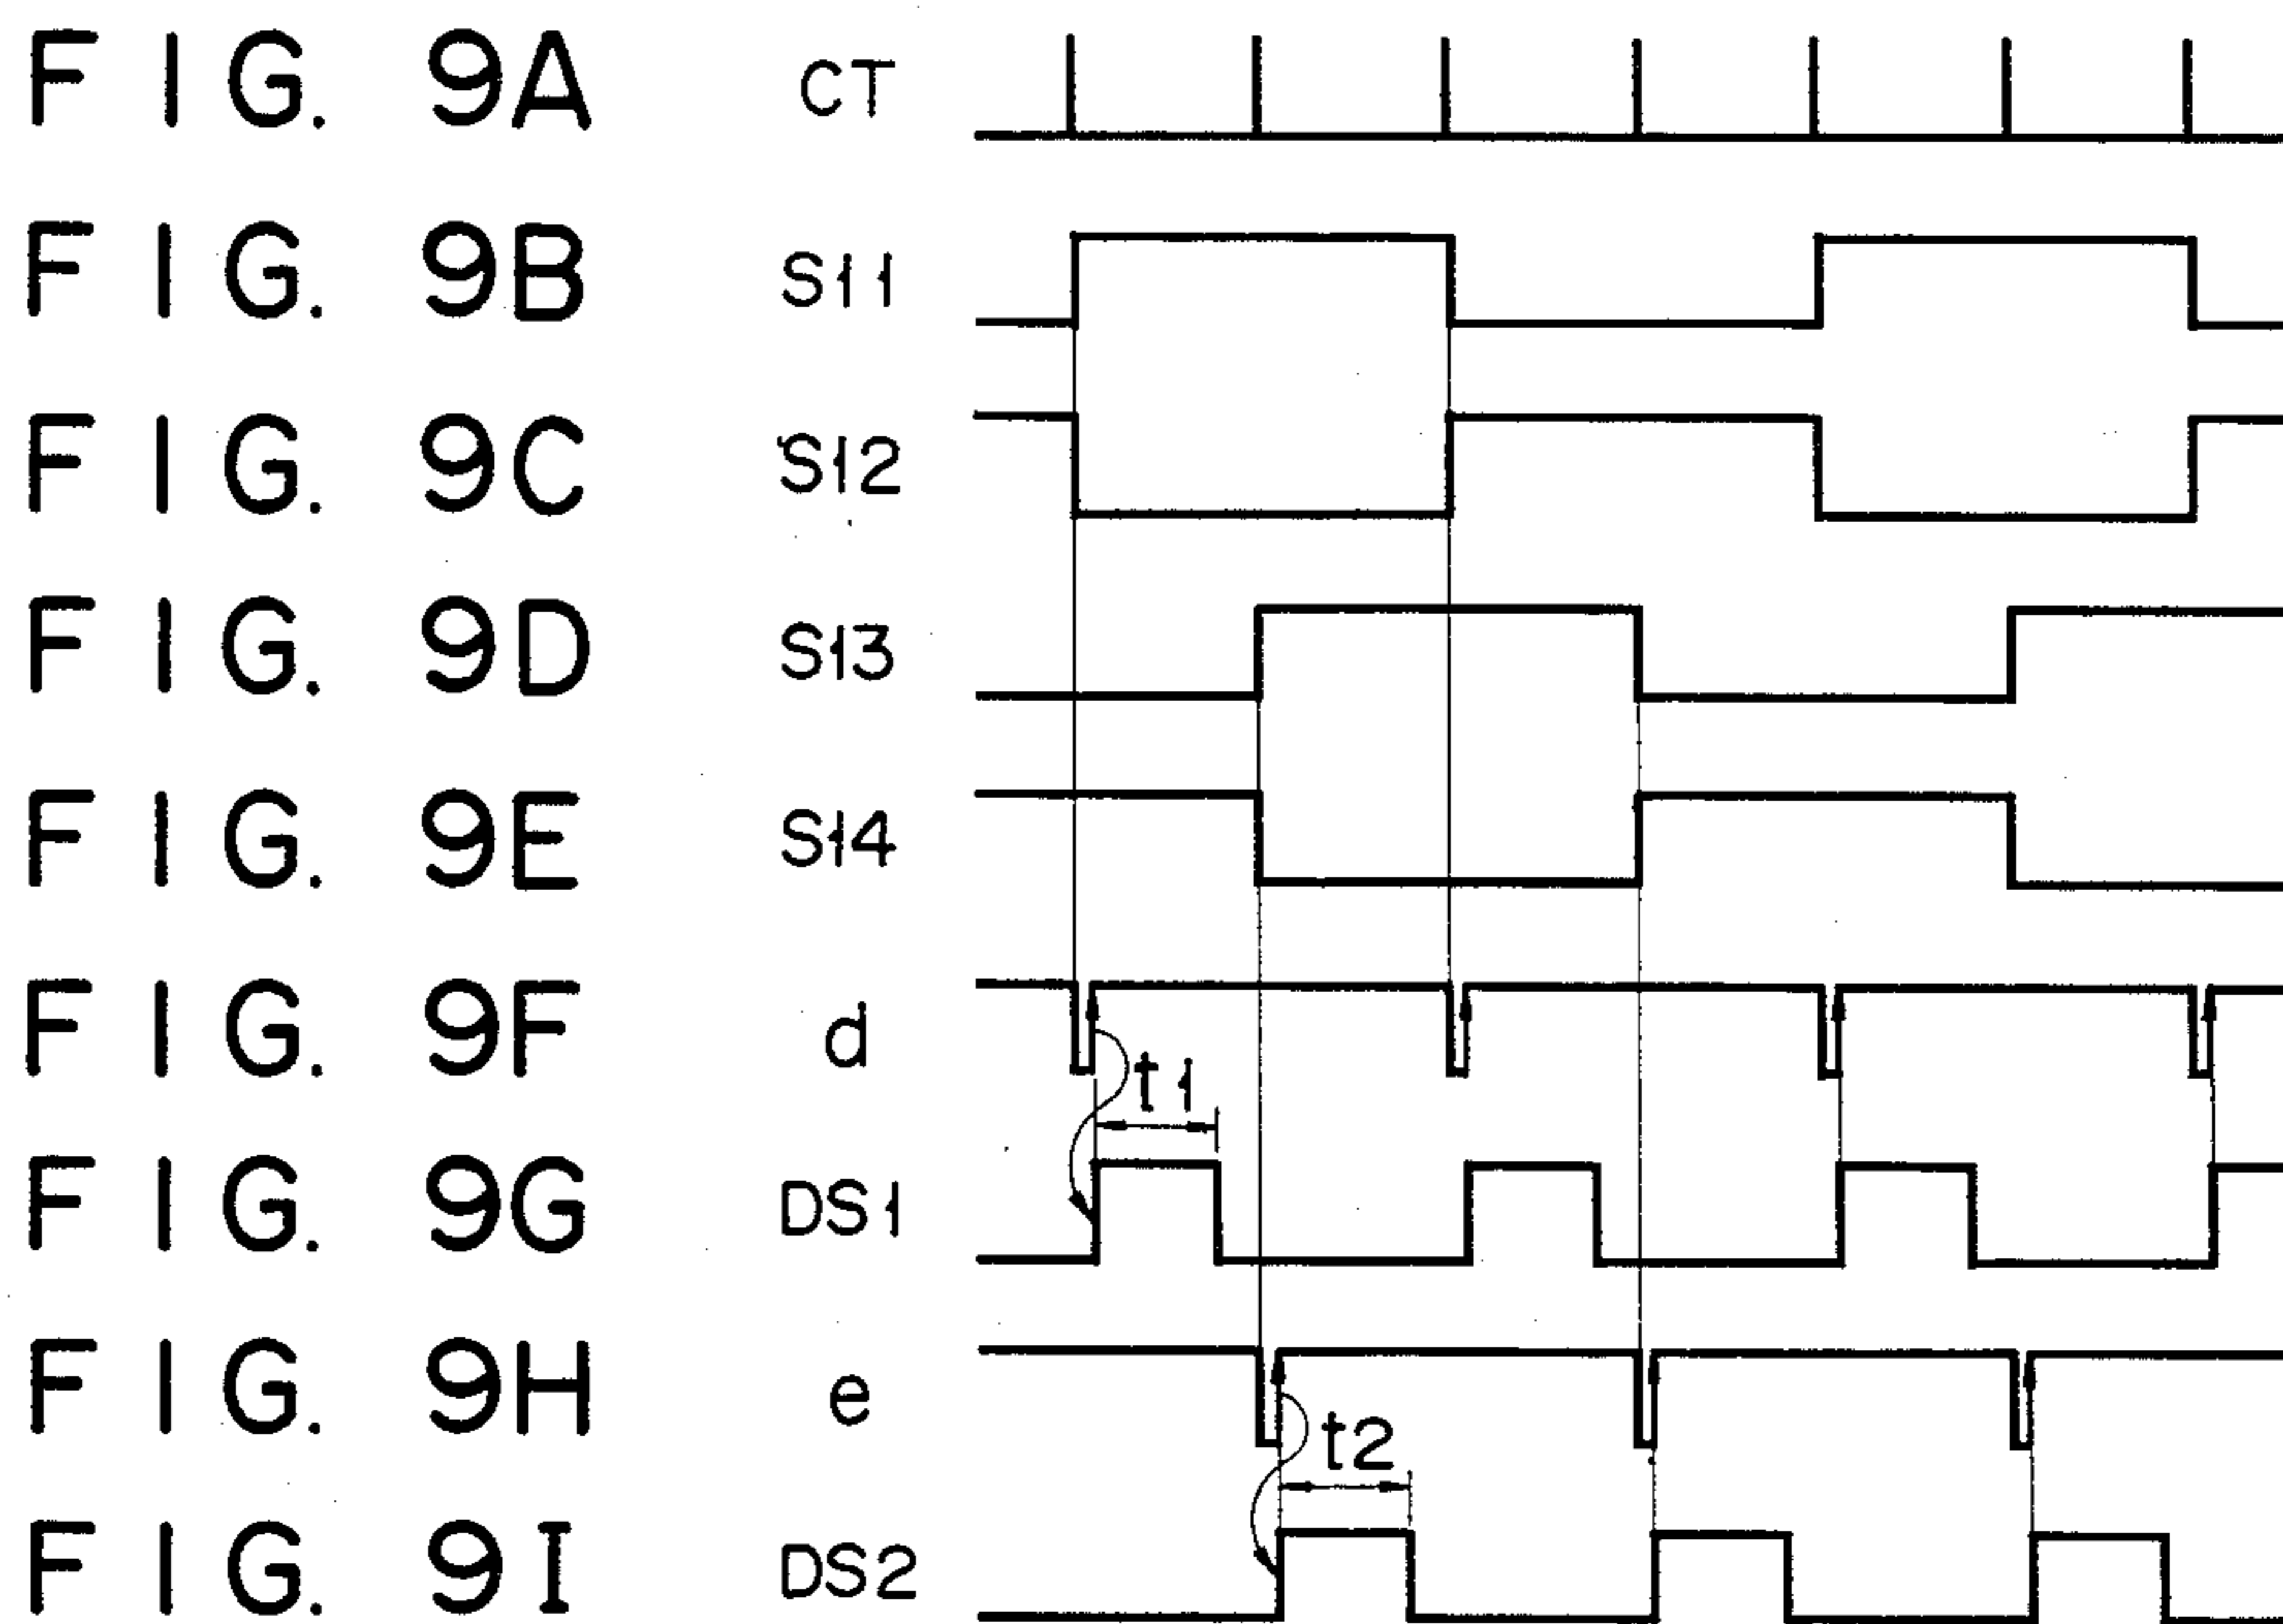 FIG. 9A CT
FIG. 9B S11
FIG. 9C S12
FIG. 9D S13
FIG. 9E S14
FIG. 9F d
t1
FIG. 9G DS1
FIG. 9H e
t2
FIG. 9I DS2